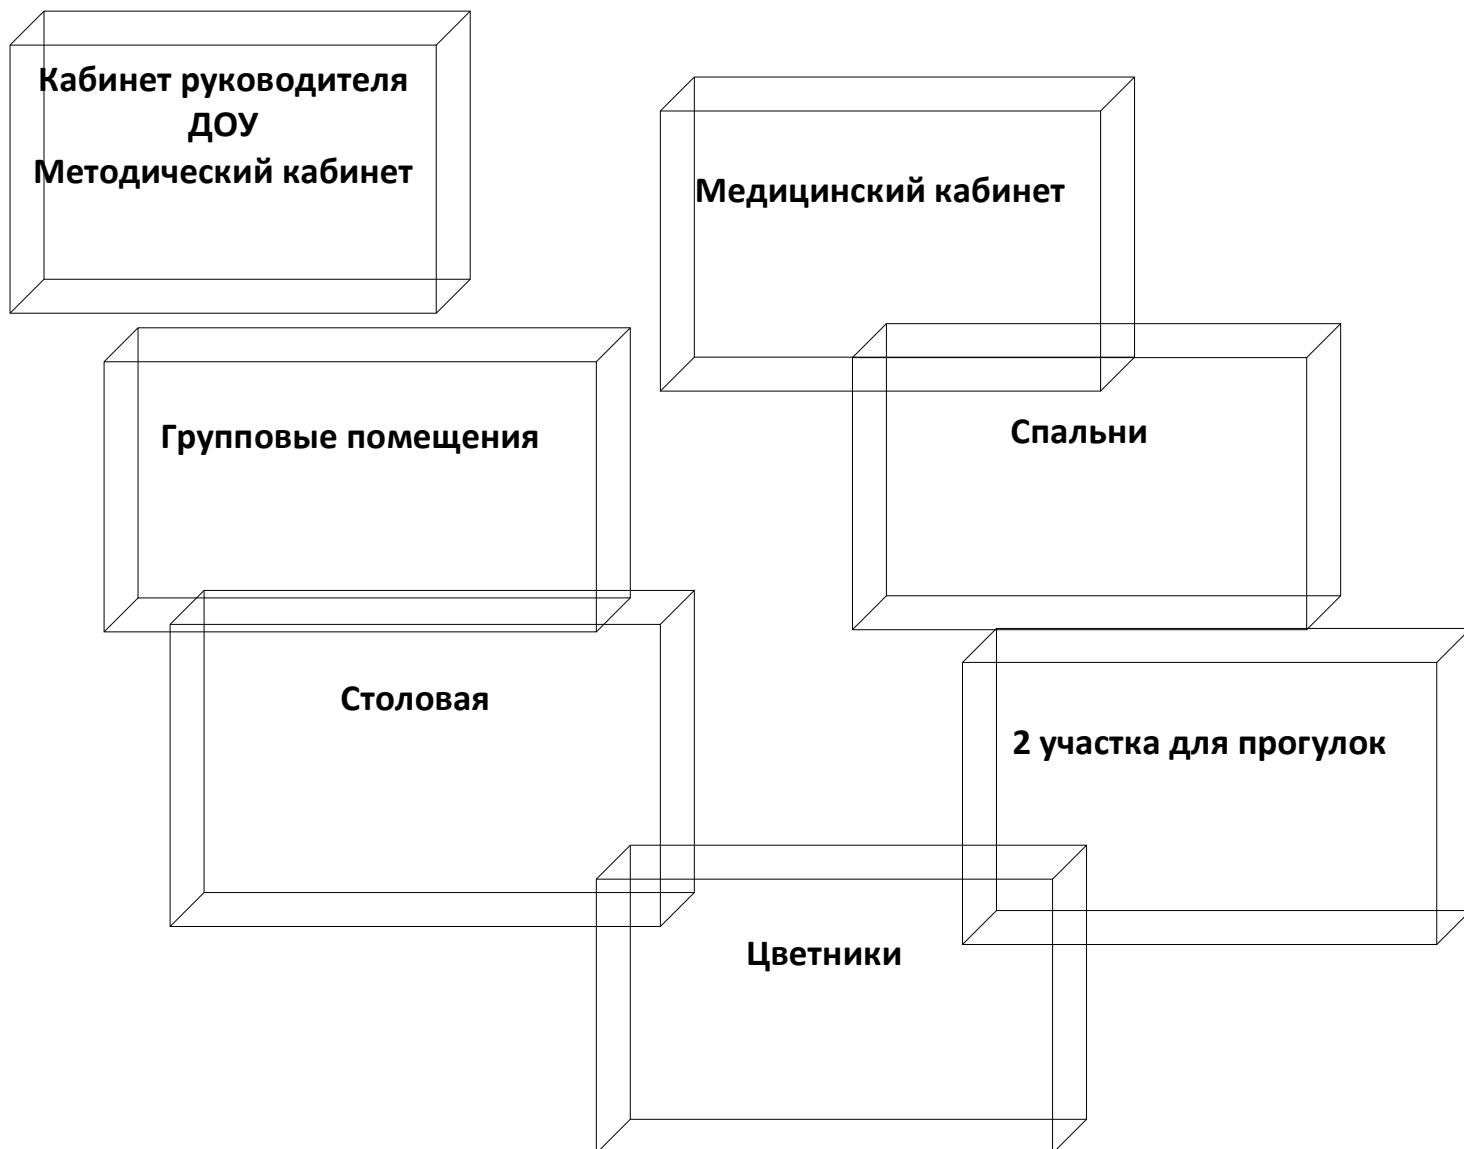 Кабинет руководителя
ДОУ
Методический кабинет
Медицинский кабинет
Групповые помещения
Спальни
Столовая
2 участка для прогулок
Цветники